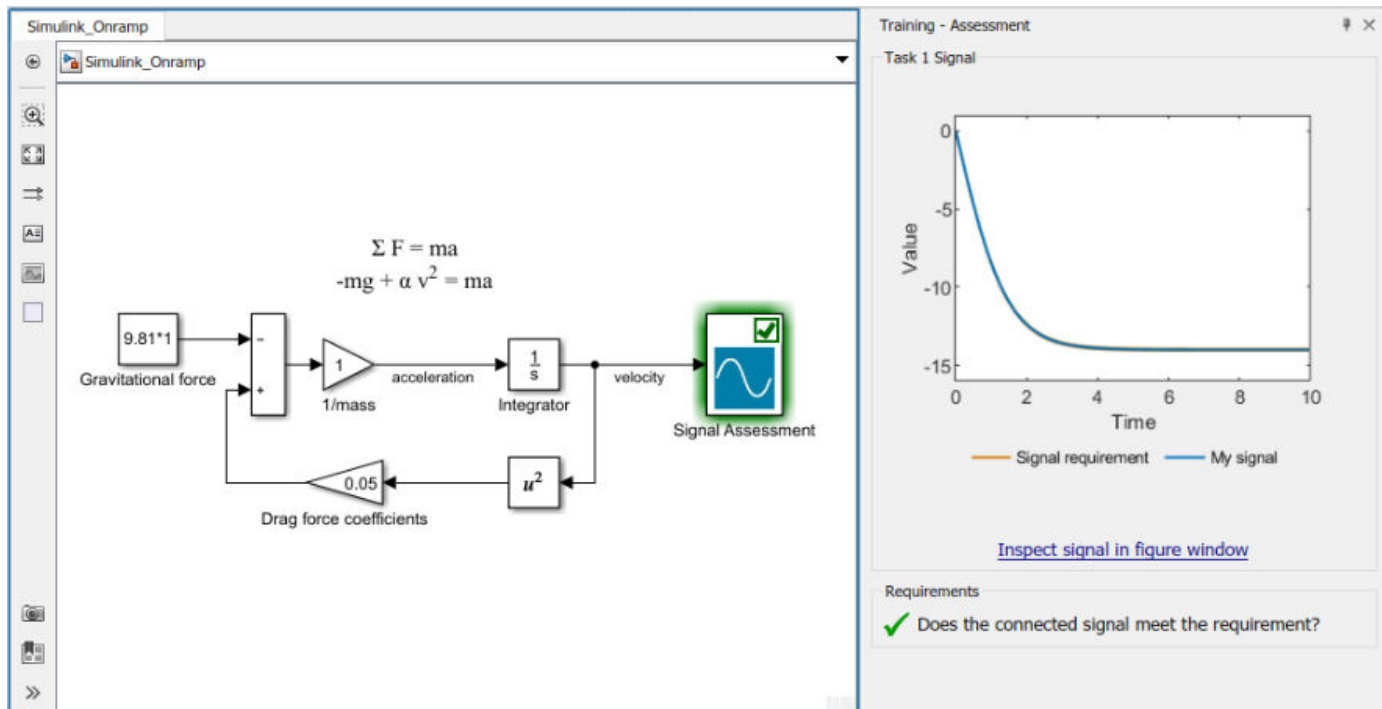 Simulink_Onramp
Simulink_Onramp
Σ F = ma
-mg + α v² = ma
9.81*1
Gravitational force
−
+
1
1/mass
acceleration
1
s
Integrator
velocity
Signal Assessment
0.05
Drag force coefficients
u²
Training - Assessment
Task 1 Signal
0
-5
-10
-15
Value
0 2 4 6 8 10
Time
Signal requirement My signal
Inspect signal in figure window
Requirements
Does the connected signal meet the requirement?